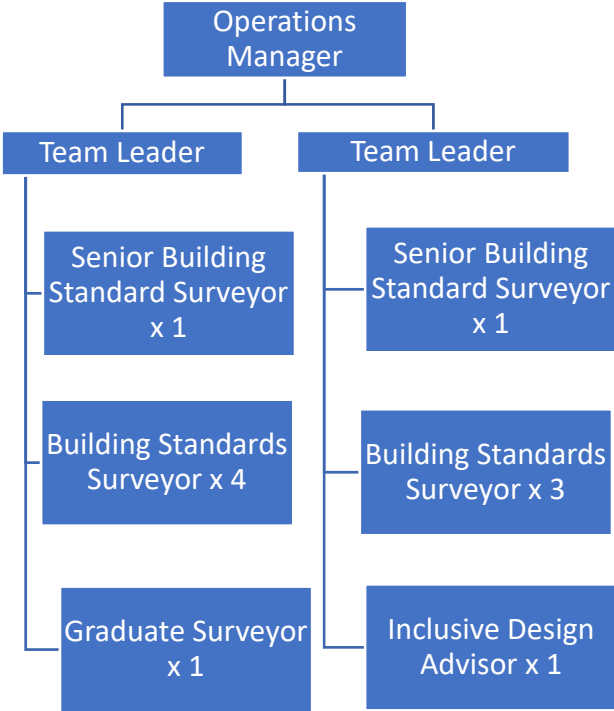 Operations
Manager
Team Leader
Team Leader
Senior Building
Standard Surveyor
x 1
Senior Building
Standard Surveyor
x 1
Building Standards
Surveyor x 4
Building Standards
Surveyor x 3
Graduate Surveyor
x 1
Inclusive Design
Advisor x 1